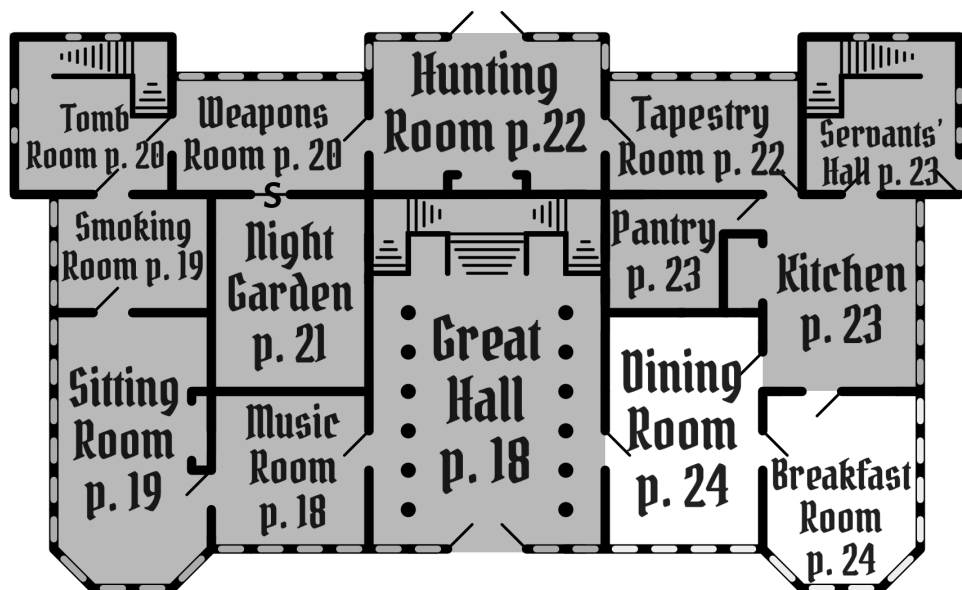 Hunting
Room p.22
Tomb
Room p. 20
Weapons
Room p. 20
Tapestry
Room p. 22
Servants'
Hall p. 23
S
Smoking
Room p. 19
Night
Garden
p. 21
Pantry
p. 23
Kitchen
p. 23
Great
Hall
p. 18
Dining
Room
p. 24
Sitting
Room
p. 19
Music
Room
p. 18
Breakfast
Room
p. 24